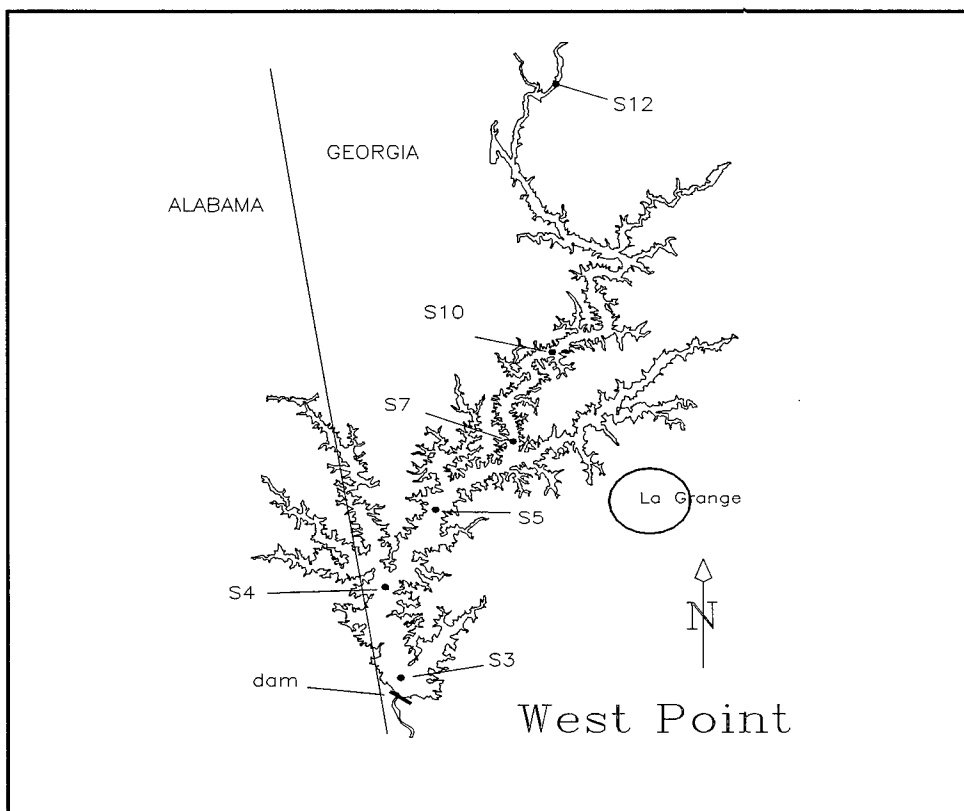 S12
GEORGIA
ALABAMA
S10
S7
La Grange
S5
S4
N
S3
dam
West Point